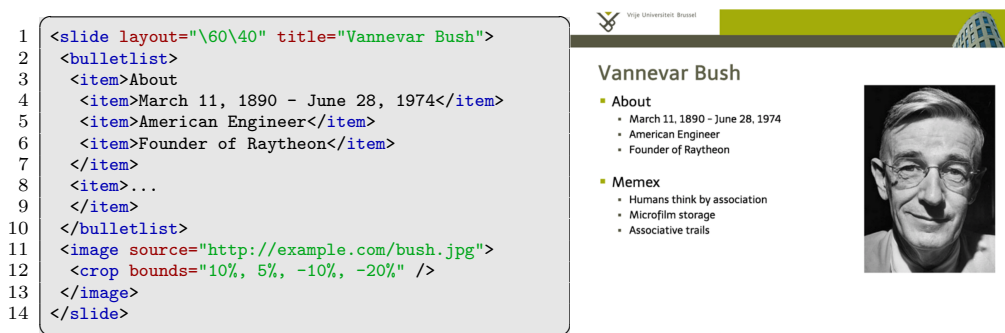 1 <slide layout="\60\40" title="Vannevar Bush">
2 <bulletlist>
3 <item>About
4 <item>March 11, 1890 - June 28, 1974</item>
5 <item>American Engineer</item>
6 <item>Founder of Raytheon</item>
7 </item>
8 <item>...
9 </item>
10 </bulletlist>
11 <image source="http://example.com/bush.jpg">
12 <crop bounds="10%, 5%, -10%, -20%" />
13 </image>
14 </slide>
Vrije Universiteit Brussel
Vannevar Bush
About
March 11, 1890 – June 28, 1974
American Engineer
Founder of Raytheon
Memex
Humans think by association
Microfilm storage
Associative trails